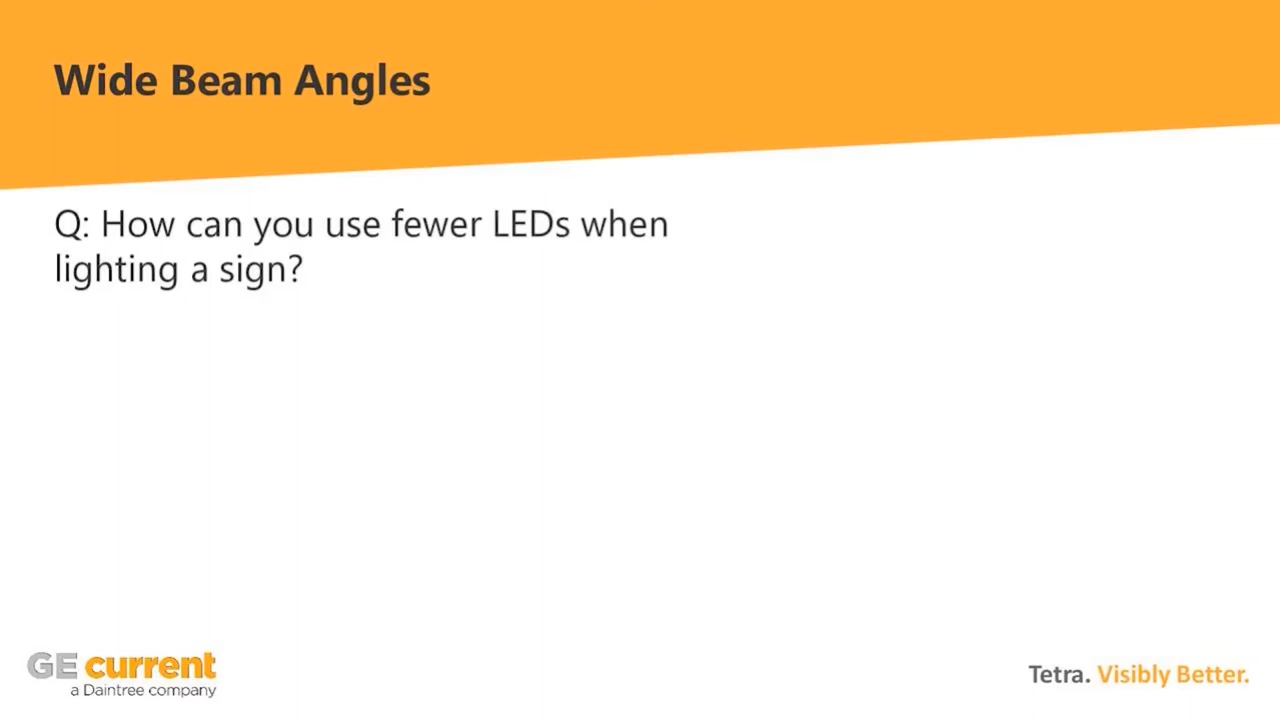 Wide Beam Angles
Q: How can you use fewer LEDs when
lighting a sign?
GE current
a Daintree company
Tetra. Visibly Better.